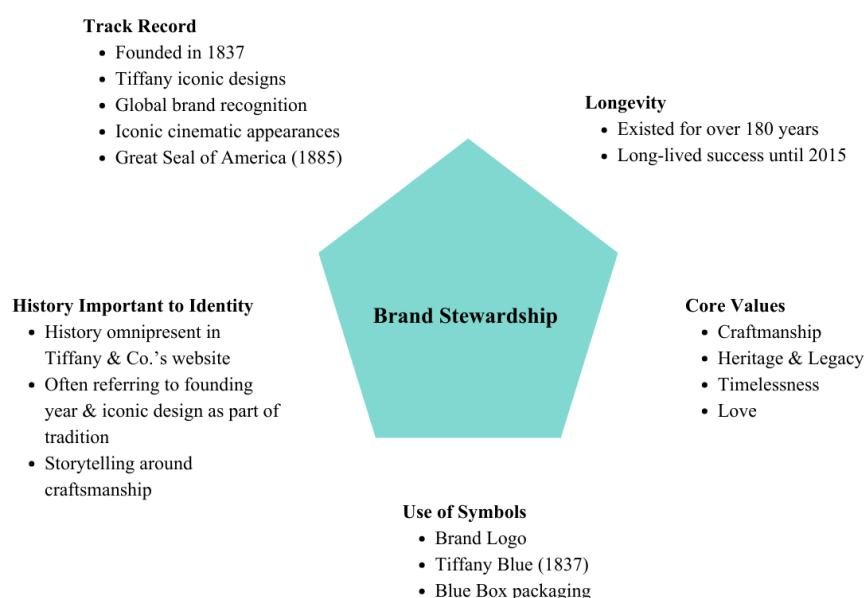 Track Record
• Founded in 1837
• Tiffany iconic designs
• Global brand recognition
• Iconic cinematic appearances
• Great Seal of America (1885)
Longevity
• Existed for over 180 years
• Long-lived success until 2015
Brand Stewardship
History Important to Identity
• History omnipresent in
Tiffany & Co.'s website
• Often referring to founding
year & iconic design as part of
tradition
• Storytelling around
craftsmanship
Core Values
• Craftmanship
• Heritage & Legacy
• Timelessness
• Love
Use of Symbols
• Brand Logo
• Tiffany Blue (1837)
• Blue Box packaging